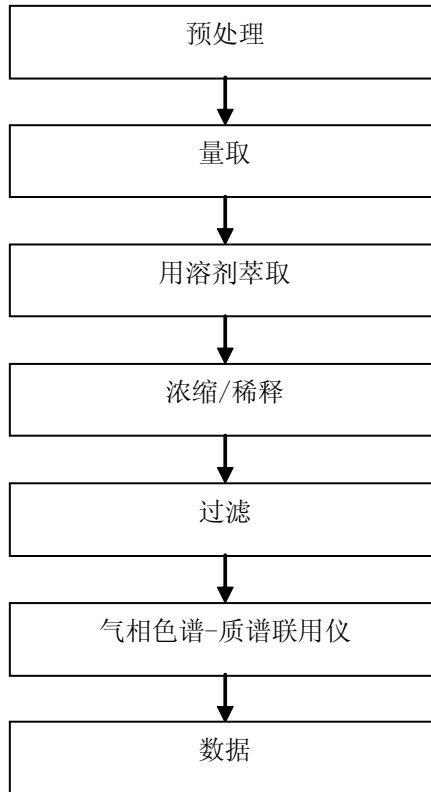 预处理
量取
用溶剂萃取
浓缩/稀释
过滤
气相色谱-质谱联用仪
数据